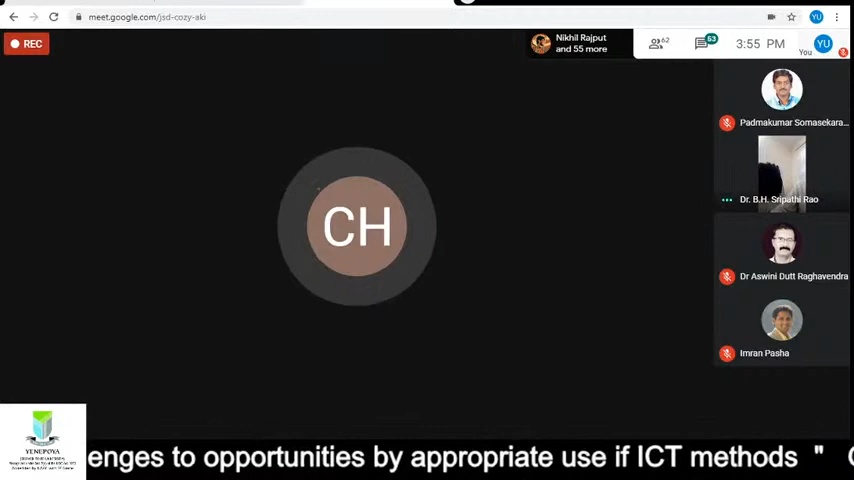 meet.google.com/jsd-cozy-aki
YU
REC
Nikhil Rajput
and 55 more
62
53
3:55 PM
You
YU
Padmakumar Somasekara...
Dr. B.H. Sripathi Rao
CH
Dr Aswini Dutt Raghavendra
Imran Pasha
YENEPOYA
enges to opportunities by appropriate use if ICT methods "